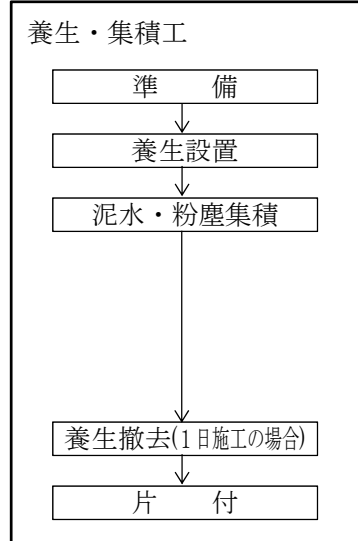 養生・集積工
準　　備
養生設置
泥水・粉塵集積
養生撤去(1日施工の場合)
片　　付